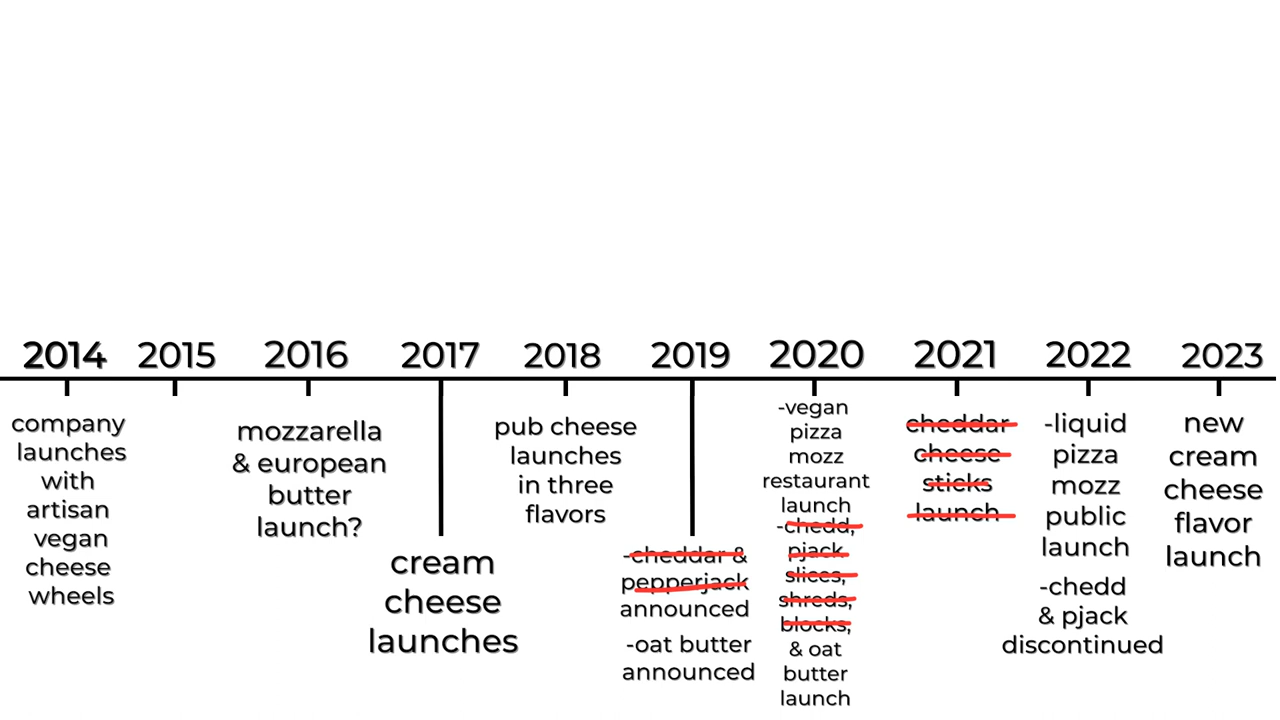 2014 2015 2016 2017 2018 2019 2020 2021 2022 2023
company
launches
with
artisan
vegan
cheese
wheels
mozzarella
& european
butter
launch?
cream
cheese
launches
pub cheese
launches
in three
flavors
-cheddar &
pepperjack
announced
-oat butter
announced
-vegan
pizza
mozz
restaurant
launch
-chedd,
pjack
slices,
shreds,
blocks,
& oat
butter
launch
cheddar
cheese
sticks
launch
-liquid
pizza
mozz
public
launch
-chedd
& pjack
discontinued
new
cream
cheese
flavor
launch